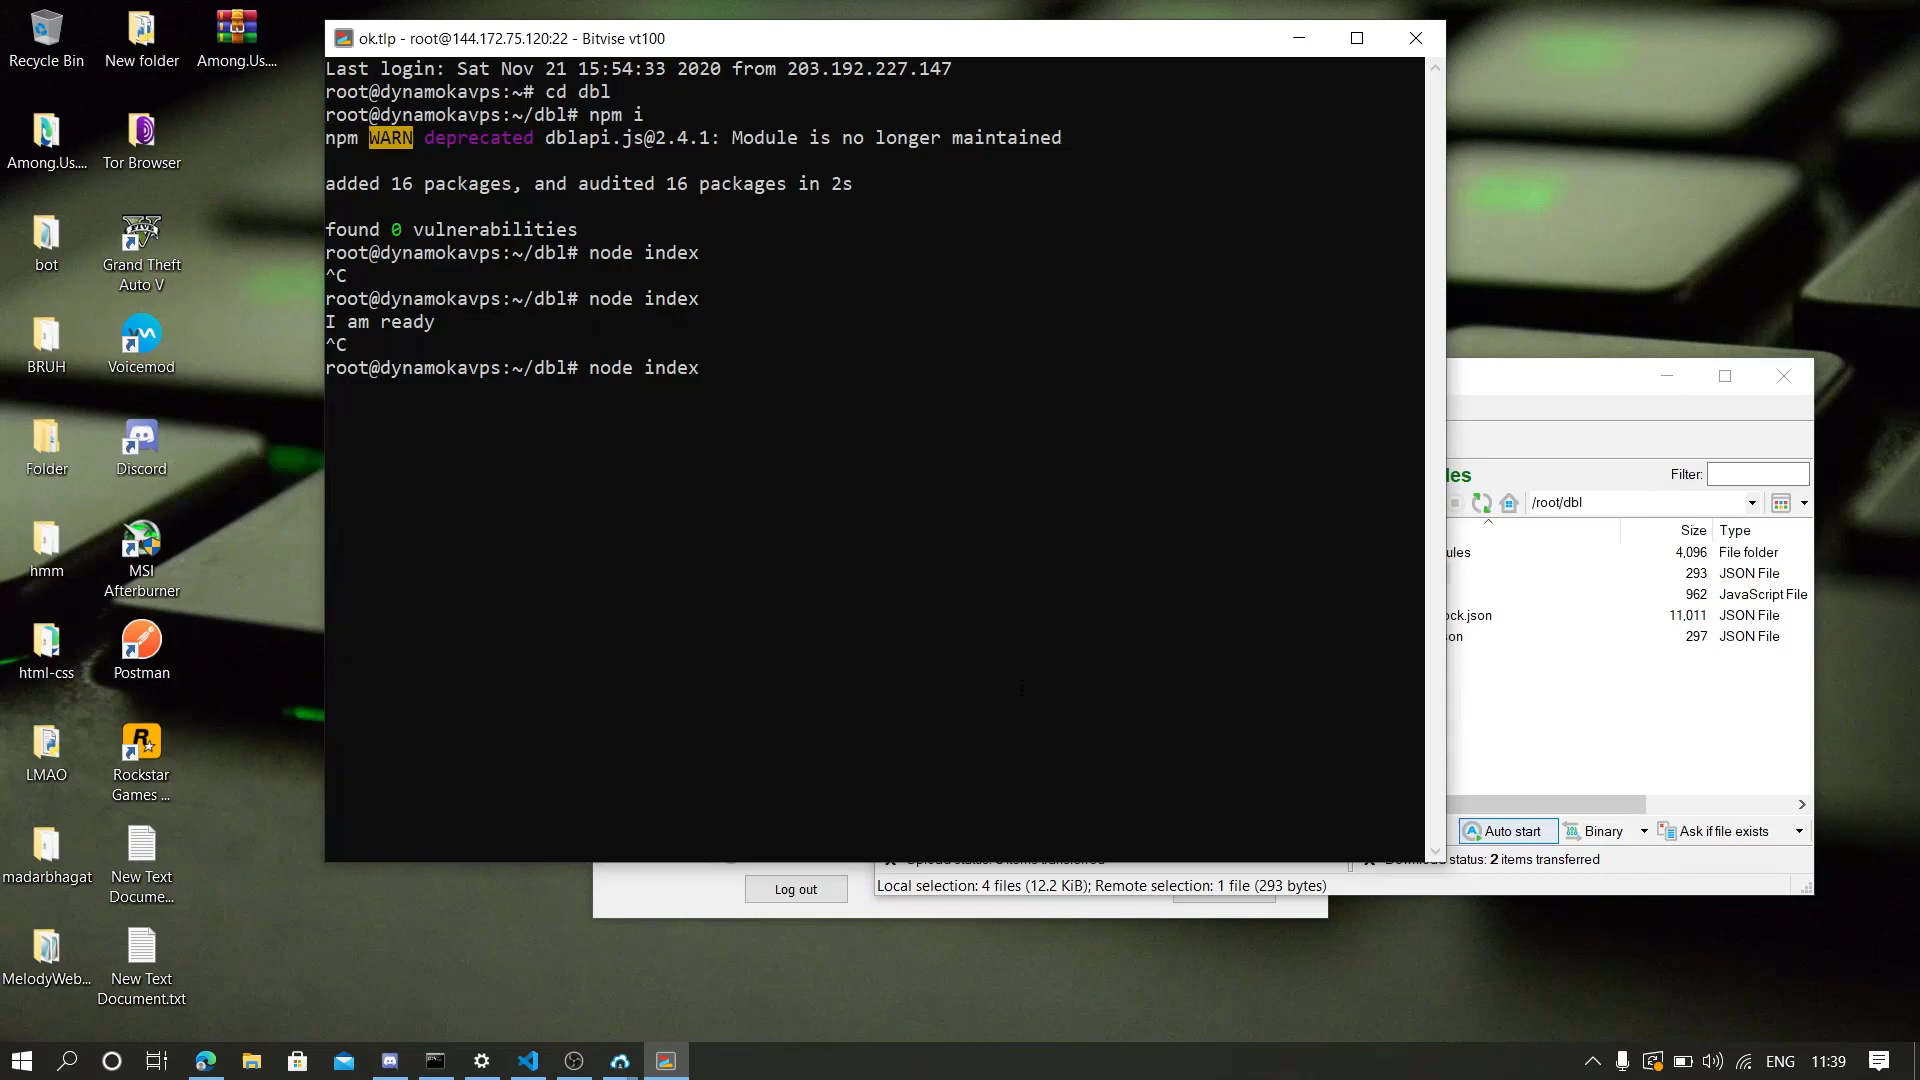 Recycle Bin
New folder
Among.Us....
Among.Us....
Tor Browser
bot
Grand Theft
Auto V
BRUH
Voicemod
Folder
Discord
hmm
MSI
Afterburner
html-css
Postman
LMAO
Rockstar
Games ...
madarbhagat
New Text
Docume...
MelodyWeb...
New Text
Document.txt
ok.tlp - root@144.172.75.120:22 - Bitvise vt100
Last login: Sat Nov 21 15:54:33 2020 from 203.192.227.147
root@dynamokavps:~# cd dbl
root@dynamokavps:~/dbl# npm i
npm WARN deprecated dblapi.js@2.4.1: Module is no longer maintained
added 16 packages, and audited 16 packages in 2s
found 0 vulnerabilities
root@dynamokavps:~/dbl# node index
^C
root@dynamokavps:~/dbl# node index
I am ready
^C
root@dynamokavps:~/dbl# node index
les
Filter:
/root/dbl
Size Type
ules 4,096 File folder
293 JSON File
962 JavaScript File
ock.json 11,011 JSON File
son 297 JSON File
Auto start Binary Ask if file exists
status: 2 items transferred
Log out
Local selection: 4 files (12.2 KiB); Remote selection: 1 file (293 bytes)
ENG 11:39